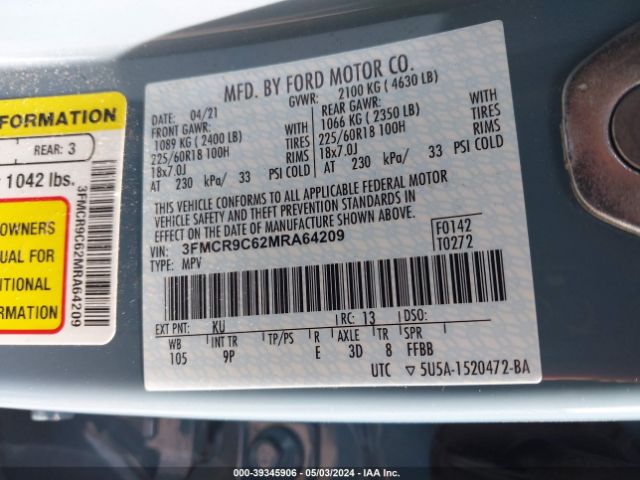 FORMATION
REAR: 3
1042 lbs.
OWNERS
UAL FOR
ITIONAL
RMATION
3FMCR9C62MRA64209
MFD. BY FORD MOTOR CO.
DATE: 04/21 GVWR: 2100 KG ( 4630 LB)
FRONT GAWR: REAR GAWR:
1089 KG ( 2400 LB) WITH 1066 KG ( 2350 LB) WITH
225/60R18 100H TIRES 225/60R18 100H TIRES
18x7.0J RIMS 18x7.0J RIMS
AT 230 kPa/ 33 PSI COLD AT 230 kPa/ 33 PSI COLD
THIS VEHICLE CONFORMS TO ALL APPLICABLE FEDERAL MOTOR
VEHICLE SAFETY AND THEFT PREVENTION STANDARDS IN
EFFECT ON THE DATE OF MANUFACTURE SHOWN ABOVE.
VIN: 3FMCR9C62MRA64209 F0142
TYPE: MPV T0272
EXT PNT: KU RC: 13 DSO:
WB INT TR TP/PS R AXLE TR SPR
105 9P E 3D 8 FFBB
UTC ▽5U5A-1520472-BA
39-39345906 - 05/03/2024 - IAA Inc.